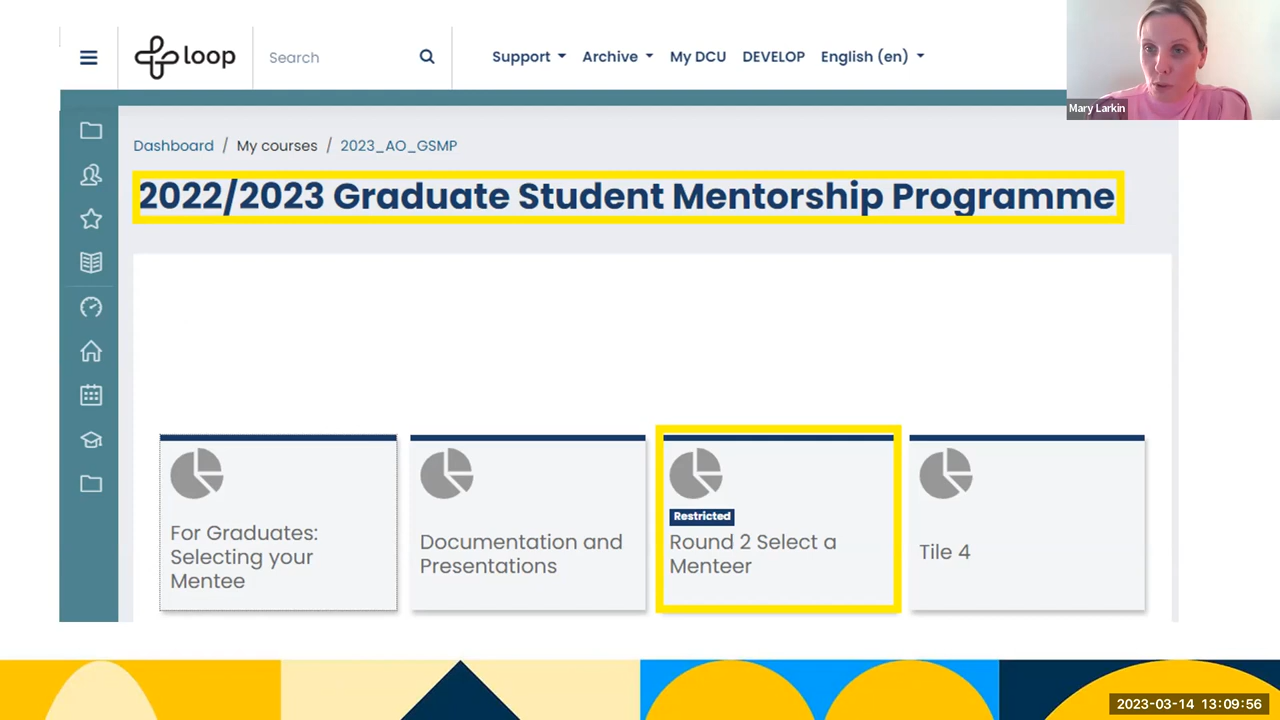 loop
Search
Support
Archive
My DCU
DEVELOP
English (en)
Mary Larkin
Dashboard / My courses / 2023_AO_GSMP
2022/2023 Graduate Student Mentorship Programme
For Graduates:
Selecting your
Mentee
Documentation and
Presentations
Restricted
Round 2 Select a
Menteer
Tile 4
2023-03-14 13:09:56